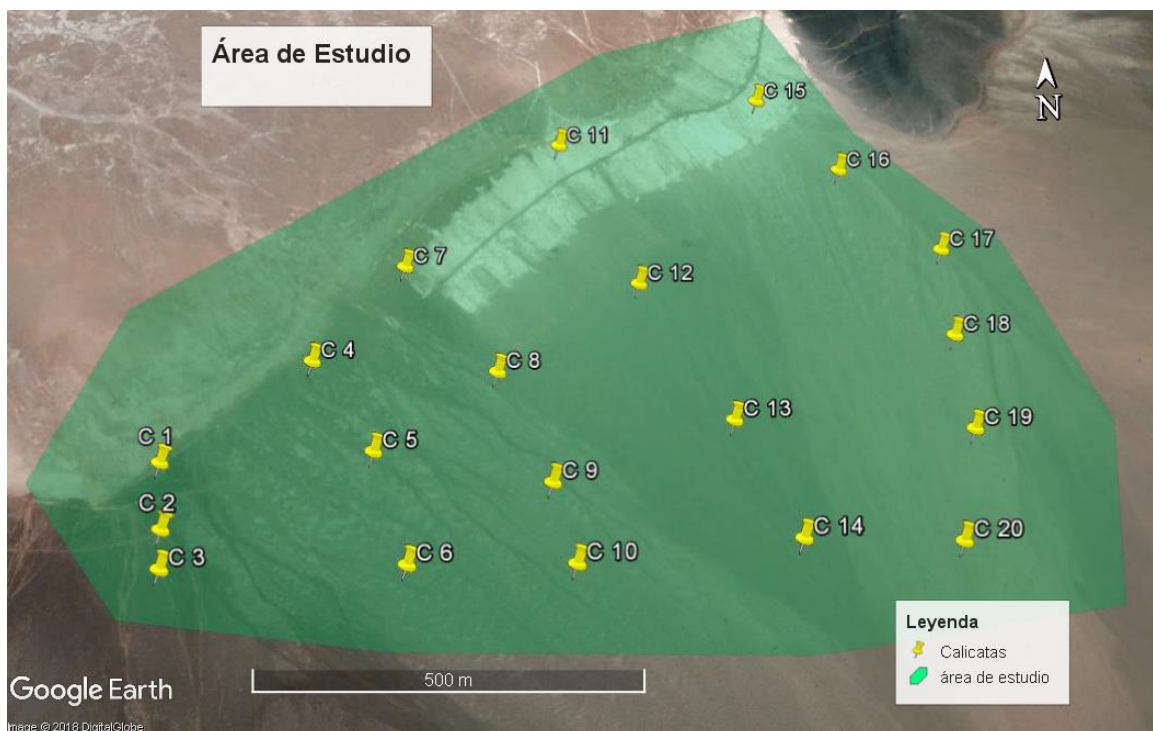 Área de Estudio
N
C 15
C 11
C 16
C 17
C 7
C 12
C 18
C 4
C 8
C 13
C 19
C 1
C 5
C 9
C 2
C 14
C 20
C 3
C 6
C 10
Leyenda
Calicatas
área de estudio
500 m
Google Earth
Image © 2018 DigitalGlobe